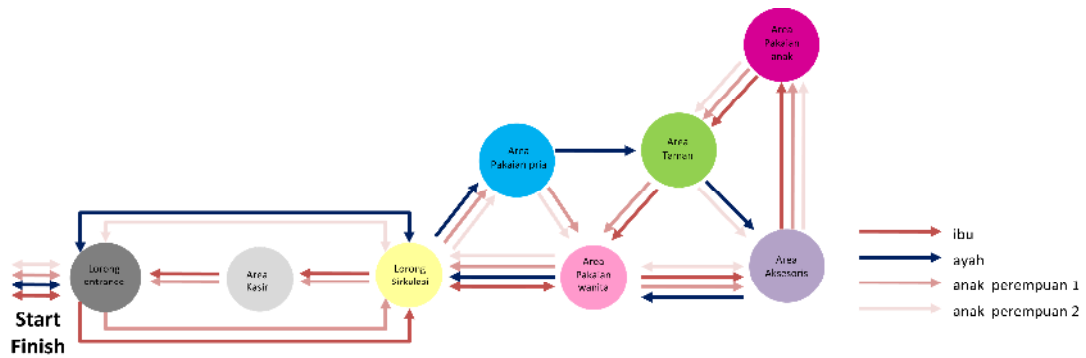 Area
Pakaian
anak
Area
Pakaian pria
Area
Taman
Lorong
entrance
Area
Kasir
Lorong
Sirkulasi
Area
Pakaian
wanita
Area
Aksesoris
Start
Finish
ibu
ayah
anak perempuan 1
anak perempuan 2